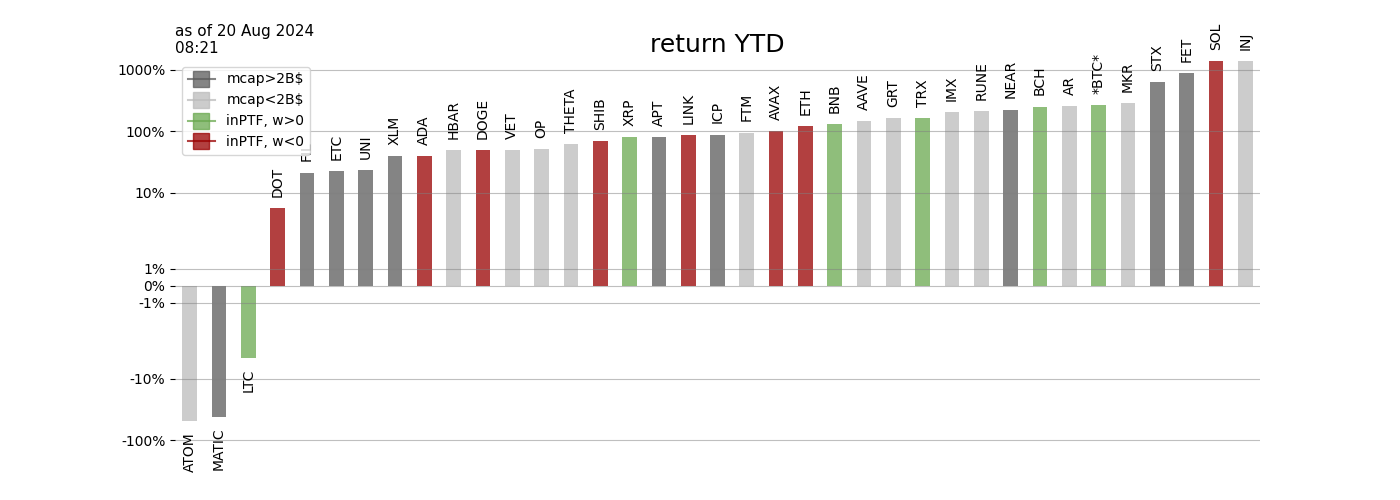 as of 20 Aug 2024
08:21
return YTD
mcap>2B$
mcap<2B$
inPTF, w>0
inPTF, w<0
1000%
100%
10%
1%
0%
-1%
-10%
-100%
ATOM
MATIC
LTC
DOT
ETC
UNI
XLM
ADA
HBAR
DOGE
VET
OP
THETA
SHIB
XRP
APT
LINK
ICP
FTM
AVAX
ETH
BNB
AAVE
GRT
TRX
IMX
RUNE
NEAR
BCH
AR
*BTC*
MKR
STX
FET
SOL
INJ